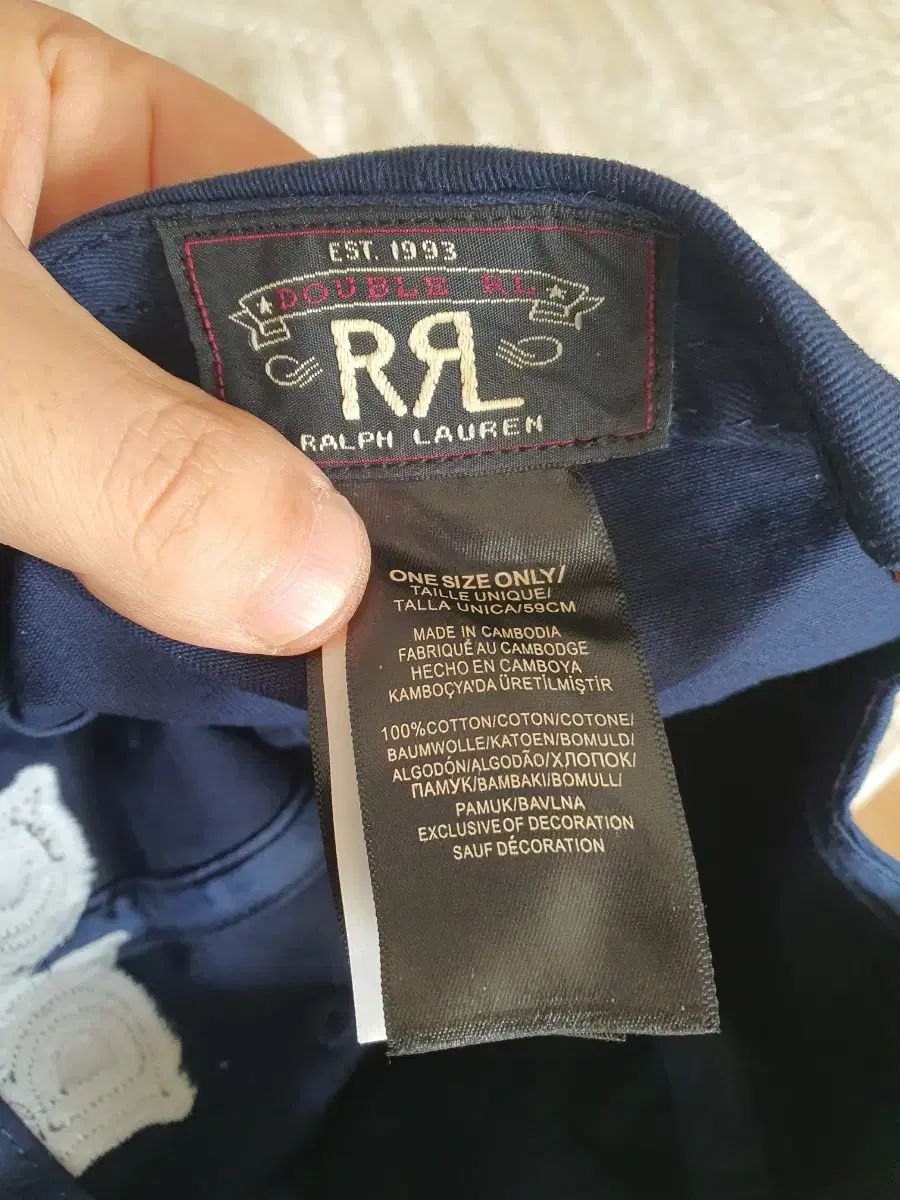 EST. 1993
DOUBLE RL
RRL
RALPH LAUREN
ONE SIZE ONLY/
TAILLE UNIQUE/
TALLA UNICA/59CM
MADE IN CAMBODIA
FABRIQUÉ AU CAMBODGE
HECHO EN CAMBOYA
KAMBOÇYA'DA ÜRETİLMİŞTİR
100%COTTON/COTON/COTONE/
BAUMWOLLE/KATOEN/BOMULD/
ALGODÓN/ALGODÃO/ХЛОПОК/
ПАМУК/BAMBAKI/BOMULL/
PAMUK/BAVLNA
EXCLUSIVE OF DECORATION
SAUF DÉCORATION